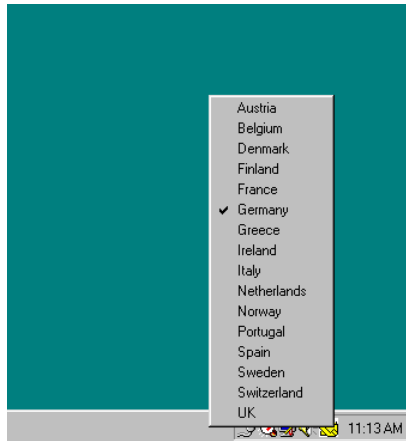 Austria
Belgium
Denmark
Finland
France
Germany
Greece
Ireland
Italy
Netherlands
Norway
Portugal
Spain
Sweden
Switzerland
UK
11:13 AM